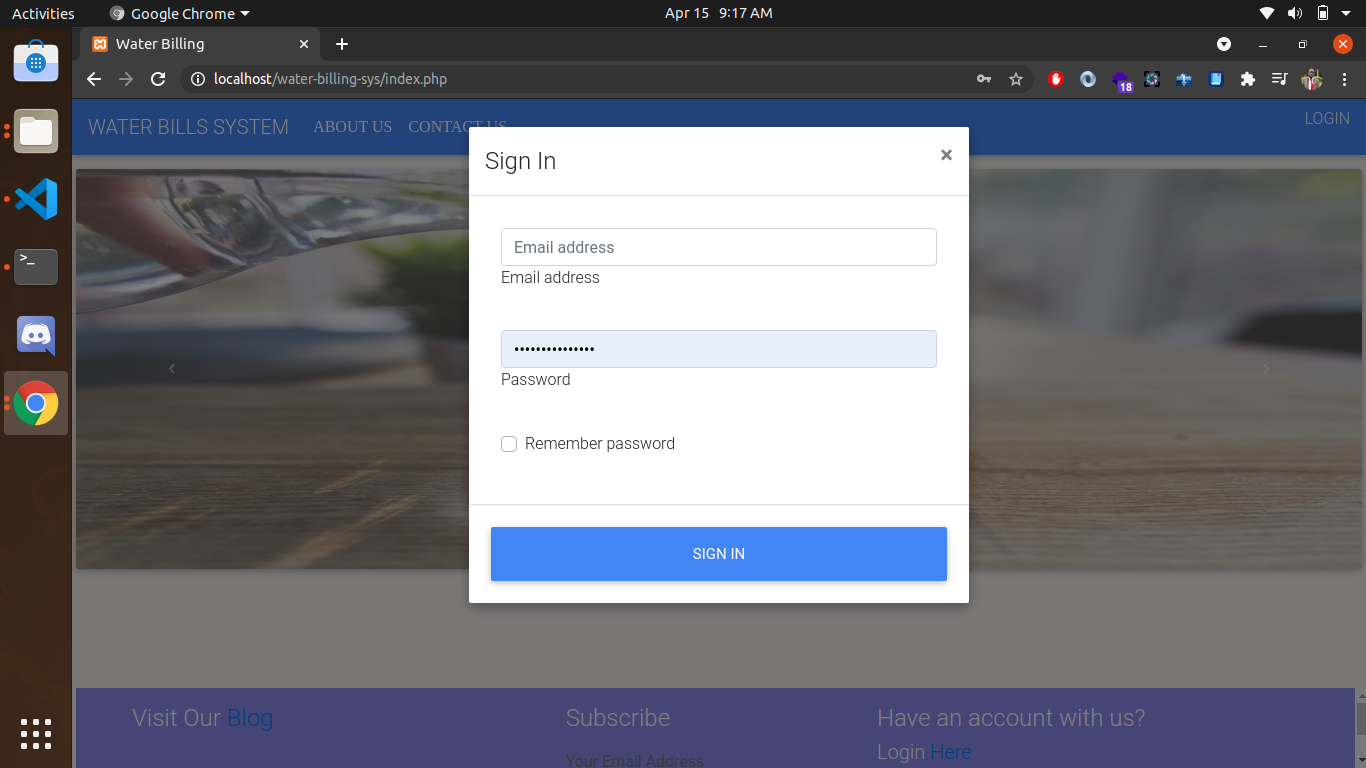 Activities
Google Chrome
Apr 15 9:17 AM
Water Billing
localhost/water-billing-sys/index.php
18
WATER BILLS SYSTEM
ABOUT US
CONTACT US
LOGIN
Sign In
×
Email address
Email address
•••••••••••••••
Password
Remember password
SIGN IN
Visit Our Blog
Subscribe
Have an account with us?
Your Email Address
Login Here